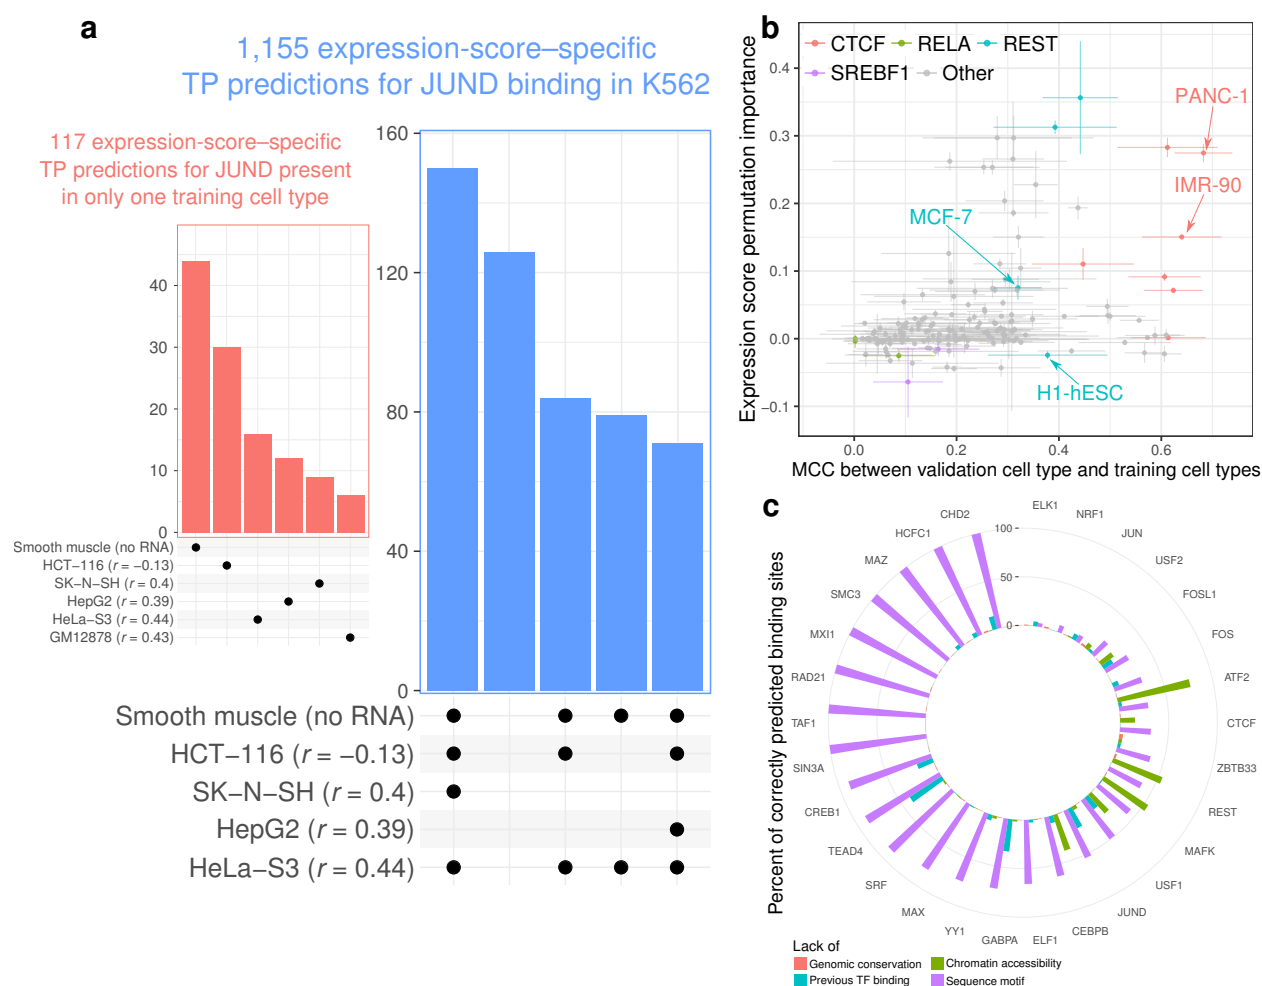 a
1,155 expression-score–specific
TP predictions for JUND binding in K562
117 expression-score–specific
TP predictions for JUND present
in only one training cell type
40
30
20
10
0
Smooth muscle (no RNA)
HCT−116 (r = −0.13)
SK−N−SH (r = 0.4)
HepG2 (r = 0.39)
HeLa−S3 (r = 0.44)
GM12878 (r = 0.43)
160
120
80
40
0
Smooth muscle (no RNA)
HCT−116 (r = −0.13)
SK−N−SH (r = 0.4)
HepG2 (r = 0.39)
HeLa−S3 (r = 0.44)
b
Expression score permutation importance
CTCF RELA REST
SREBF1 Other
0.4
0.3
0.2
0.1
0.0
−0.1
PANC-1
IMR-90
MCF-7
H1-hESC
0.0 0.2 0.4 0.6
MCC between validation cell type and training cell types
c
Percent of correctly predicted binding sites
100
50
0
ELK1
NRF1
JUN
USF2
FOSL1
FOS
ATF2
CTCF
ZBTB33
REST
MAFK
USF1
JUND
CEBPB
ELF1
GABPA
YY1
MAX
SRF
TEAD4
CREB1
SIN3A
TAF1
RAD21
MXI1
SMC3
MAZ
HCFC1
CHD2
Lack of
Genomic conservation Chromatin accessibility
Previous TF binding Sequence motif